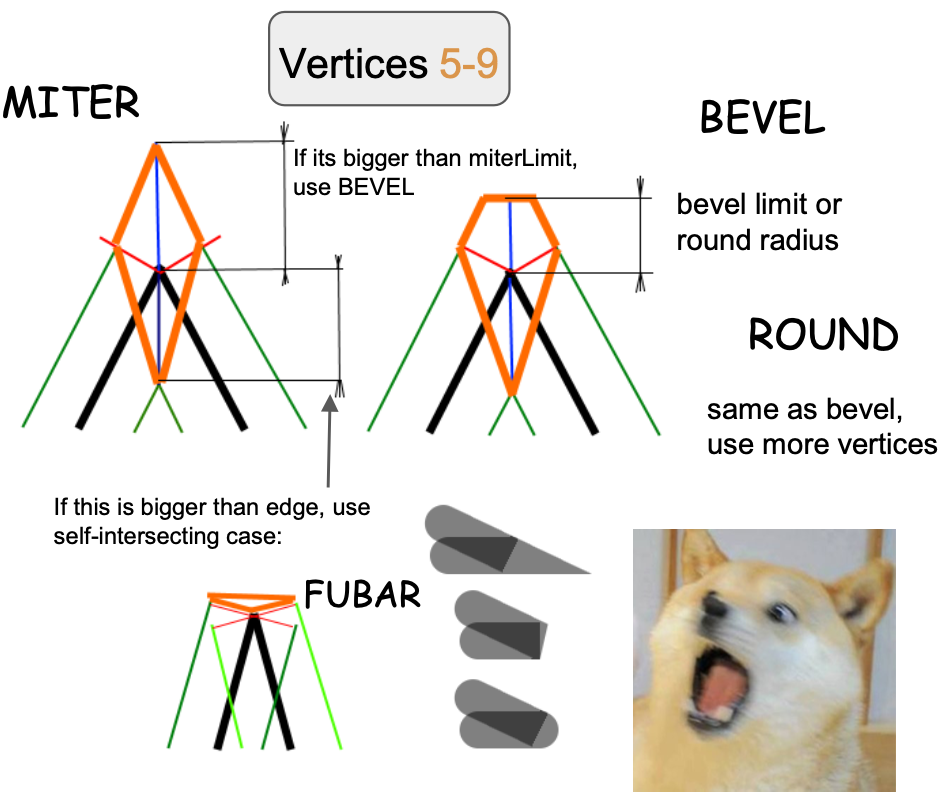 Vertices 5-9
MITER
If its bigger than miterLimit,
use BEVEL
BEVEL
bevel limit or
round radius
ROUND
same as bevel,
use more vertices
If this is bigger than edge, use
self-intersecting case:
FUBAR